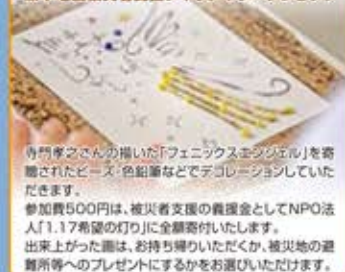 寺門孝之さんの描いた「フェニックスエンジェル」を寄
贈されたビーズ・色鉛筆などでデコレーションしていた
だきます。
参加費500円は、被災者支援の義援金としてNPO法
人「1.17希望の灯り」に全額寄付いたします。
出来上がった画は、お持ち帰りいただくか、被災地の避
難所等へのプレゼントにするかをお選びいただけます。